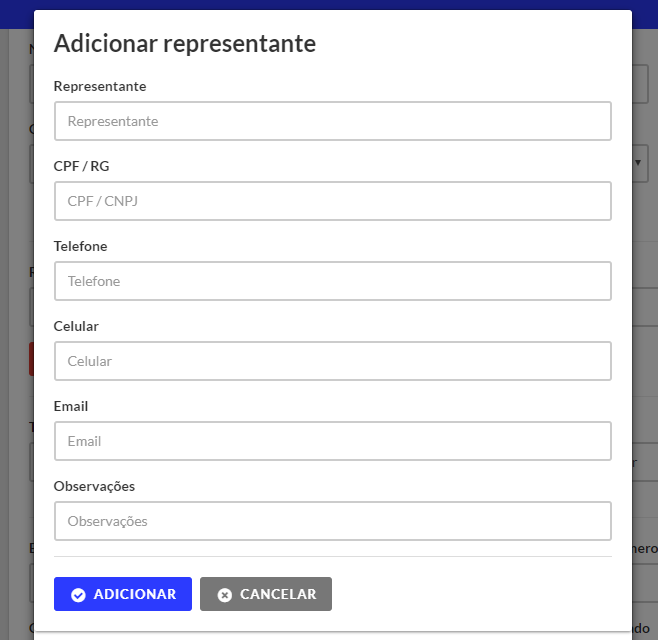 Adicionar representante
Representante
Representante
CPF / RG
CPF / CNPJ
Telefone
Telefone
Celular
Celular
Email
Email
Observações
Observações
ADICIONAR CANCELAR